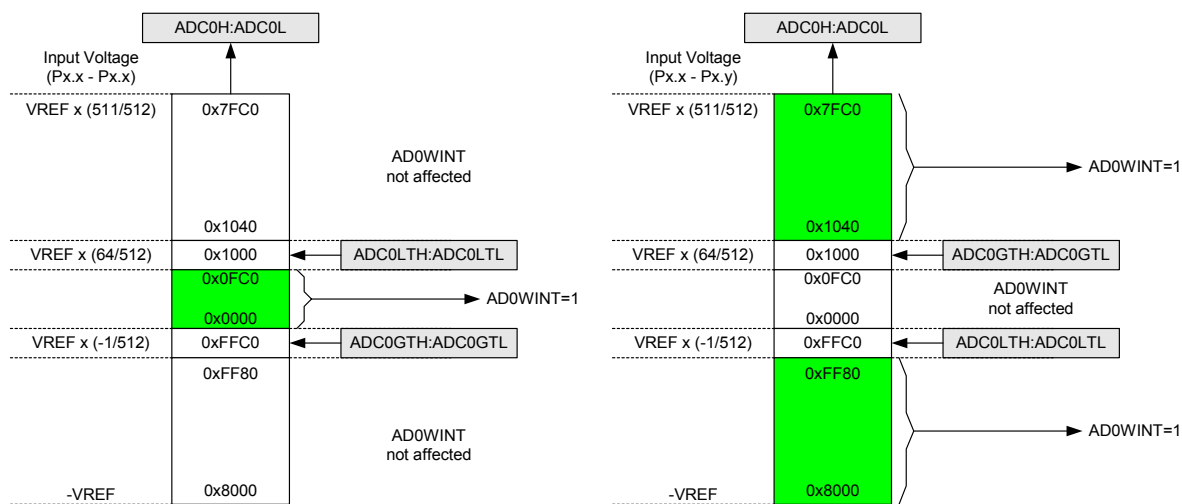 ADC0H:ADC0L
Input Voltage
(Px.x - Px.x)
VREF x (511/512)
0x7FC0
AD0WINT
not affected
0x1040
VREF x (64/512)
0x1000
ADC0LTH:ADC0LTL
0x0FC0
AD0WINT=1
0x0000
VREF x (-1/512)
0xFFC0
ADC0GTH:ADC0GTL
0xFF80
AD0WINT
not affected
-VREF
0x8000
ADC0H:ADC0L
Input Voltage
(Px.x - Px.y)
VREF x (511/512)
0x7FC0
AD0WINT=1
0x1040
VREF x (64/512)
0x1000
ADC0GTH:ADC0GTL
0x0FC0
AD0WINT
not affected
0x0000
VREF x (-1/512)
0xFFC0
ADC0LTH:ADC0LTL
0xFF80
AD0WINT=1
-VREF
0x8000